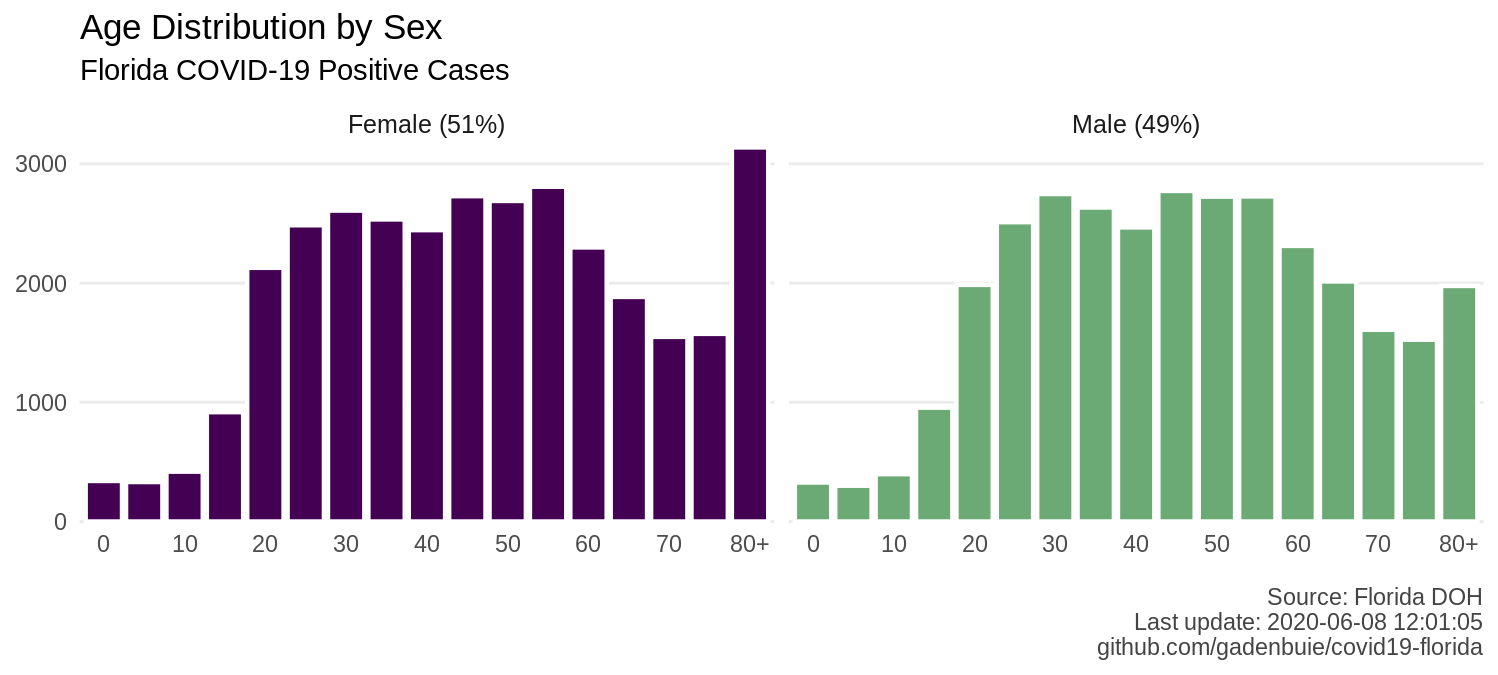 Age Distribution by Sex
Florida COVID-19 Positive Cases
Female (51%)
Male (49%)
3000
2000
1000
0
0 10 20 30 40 50 60 70 80+
0 10 20 30 40 50 60 70 80+
Source: Florida DOH
Last update: 2020-06-08 12:01:05
github.com/gadenbuie/covid19-florida